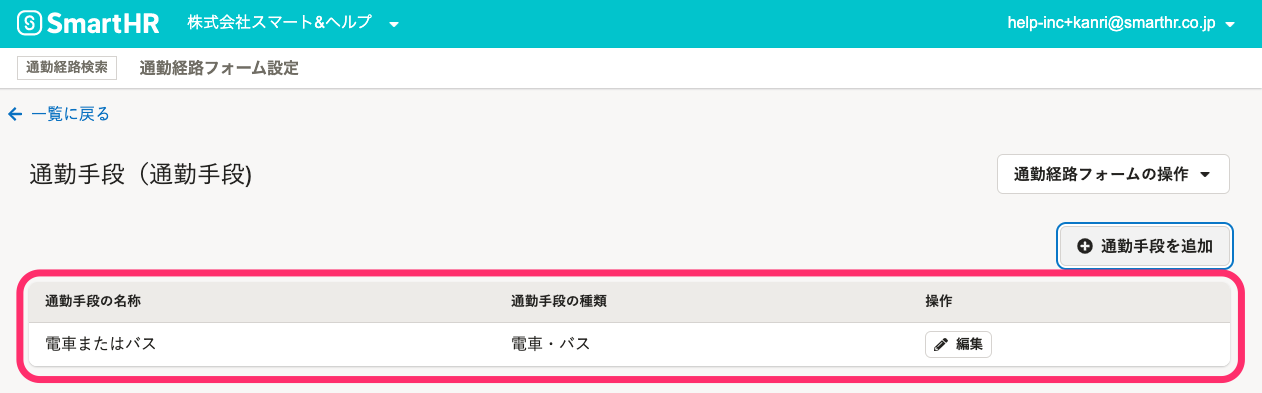 SmartHR 株式会社スマート&ヘルプ help-inc+kanri@smarthr.co.jp
通勤経路検索 通勤経路フォーム設定
一覧に戻る
通勤手段（通勤手段)
通勤経路フォームの操作
通勤手段を追加
通勤手段の名称 通勤手段の種類 操作
電車またはバス 電車・バス 編集